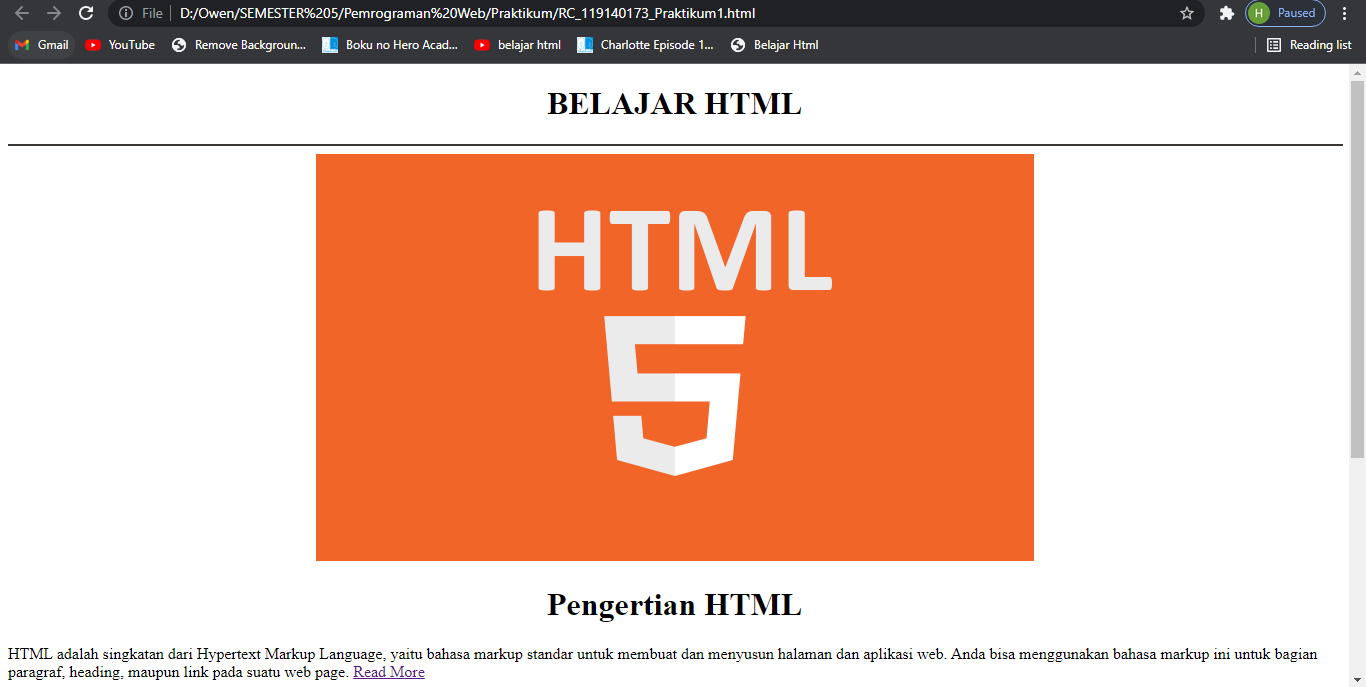 File D:/Owen/SEMESTER%205/Pemrograman%20Web/Praktikum/RC_119140173_Praktikum1.html H Paused
Gmail YouTube Remove Backgroun... Boku no Hero Acad... belajar html Charlotte Episode 1... Belajar Html Reading list
BELAJAR HTML
HTML
5
Pengertian HTML
HTML adalah singkatan dari Hypertext Markup Language, yaitu bahasa markup standar untuk membuat dan menyusun halaman dan aplikasi web. Anda bisa menggunakan bahasa markup ini untuk bagian
paragraf, heading, maupun link pada suatu web page. Read More